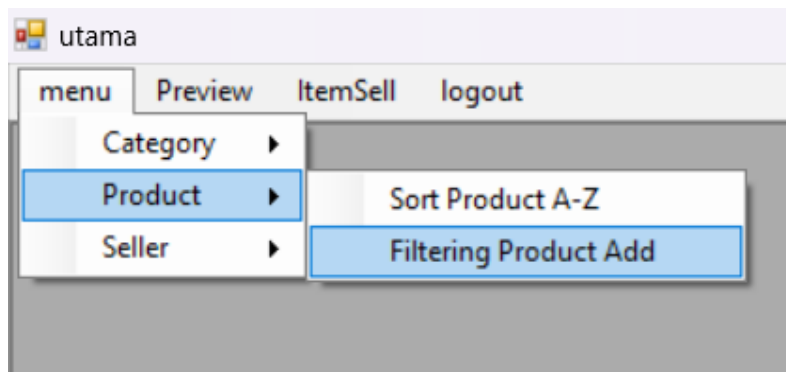 utama
menu Preview ItemSell logout
Category
Product
Sort Product A-Z
Seller
Filtering Product Add